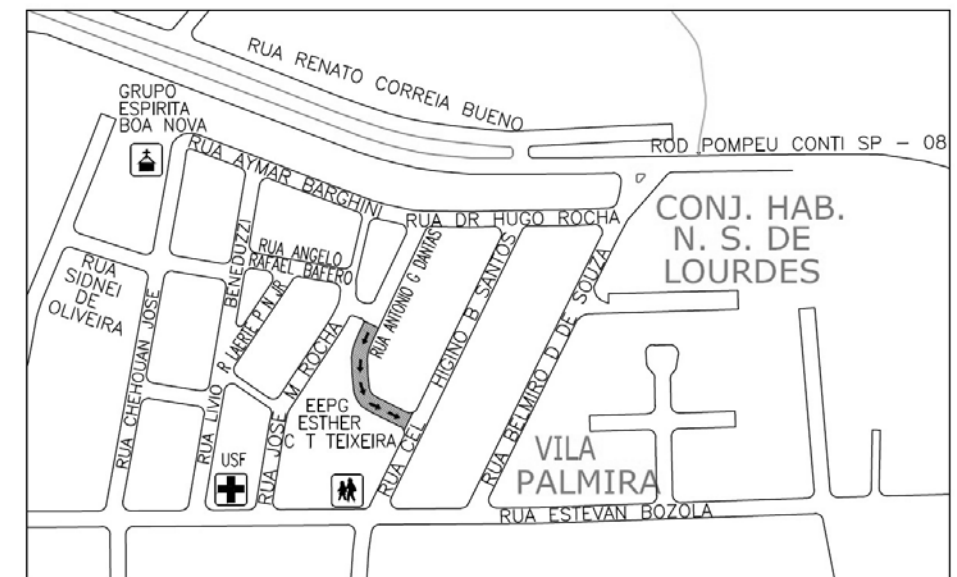 RUA RENATO CORREIA BUENO
GRUPO
ESPIRITA
BOA NOVA
ROD POMPEU CONTI SP - 08
RUA AYMAR BARGHINI
RUA DR HUGO ROCHA
CONJ. HAB.
N. S. DE
LOURDES
RUA ANGELO
RAFAEL BAFERO
RUA
SIDNEI
DE
OLIVEIRA
RUA CHEHOUAN JOSE
RUA LIVIO BENEDUZZI
R LAERTE P N JR
RUA JOSE M ROCHA
RUA ANTONIO G DANTAS
RUA CEL HIGINO B SANTOS
RUA BELMIRO D DE SOUZA
EEPG
ESTHER
C T TEIXEIRA
USF
VILA
PALMIRA
RUA ESTEVAN BOZOLA